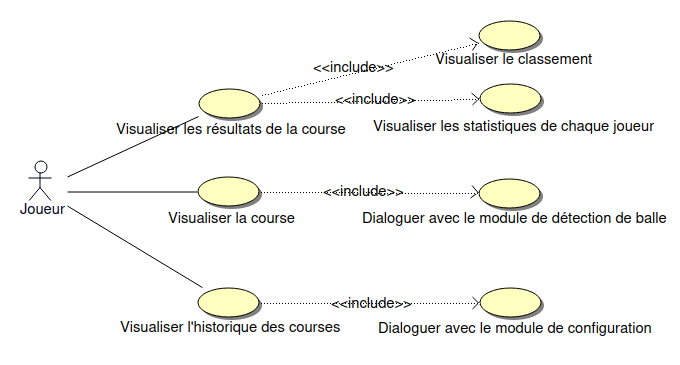 Visualiser le classement
<<include>>
<<include>>
Visualiser les résultats de la course
Visualiser les statistiques de chaque joueur
<<include>>
Joueur
Visualiser la course
Dialoguer avec le module de détection de balle
<<include>>
Visualiser l'historique des courses
Dialoguer avec le module de configuration